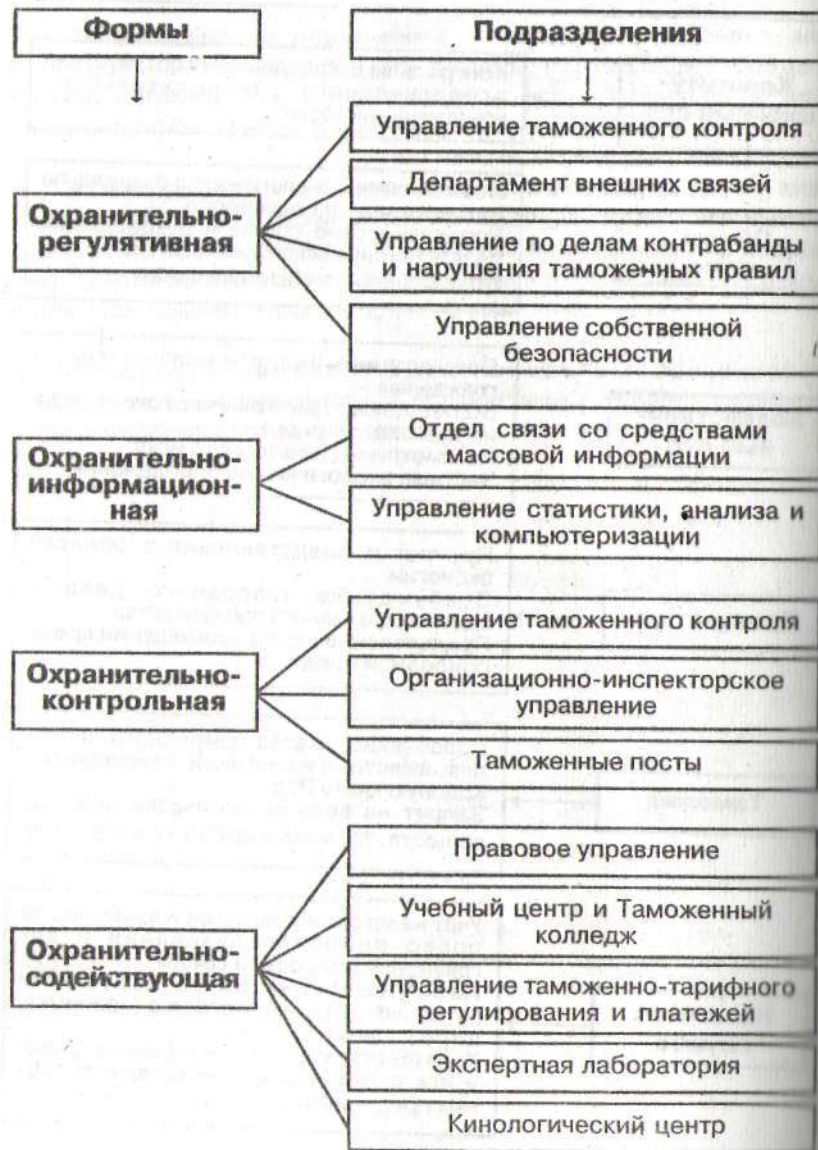 Формы
Подразделения
Охранительно-
регулятивная
Управление таможенного контроля
Департамент внешних связей
Управление по делам контрабанды
и нарушения таможенных правил
Управление собственной
безопасности
Охранительно-
информацион-
ная
Отдел связи со средствами
массовой информации
Управление статистики, анализа и
компьютеризации
Охранительно-
контрольная
Управление таможенного контроля
Организационно-инспекторское
управление
Таможенные посты
Охранительно-
содействующая
Правовое управление
Учебный центр и Таможенный
колледж
Управление таможенно-тарифного
регулирования и платежей
Экспертная лаборатория
Кинологический центр